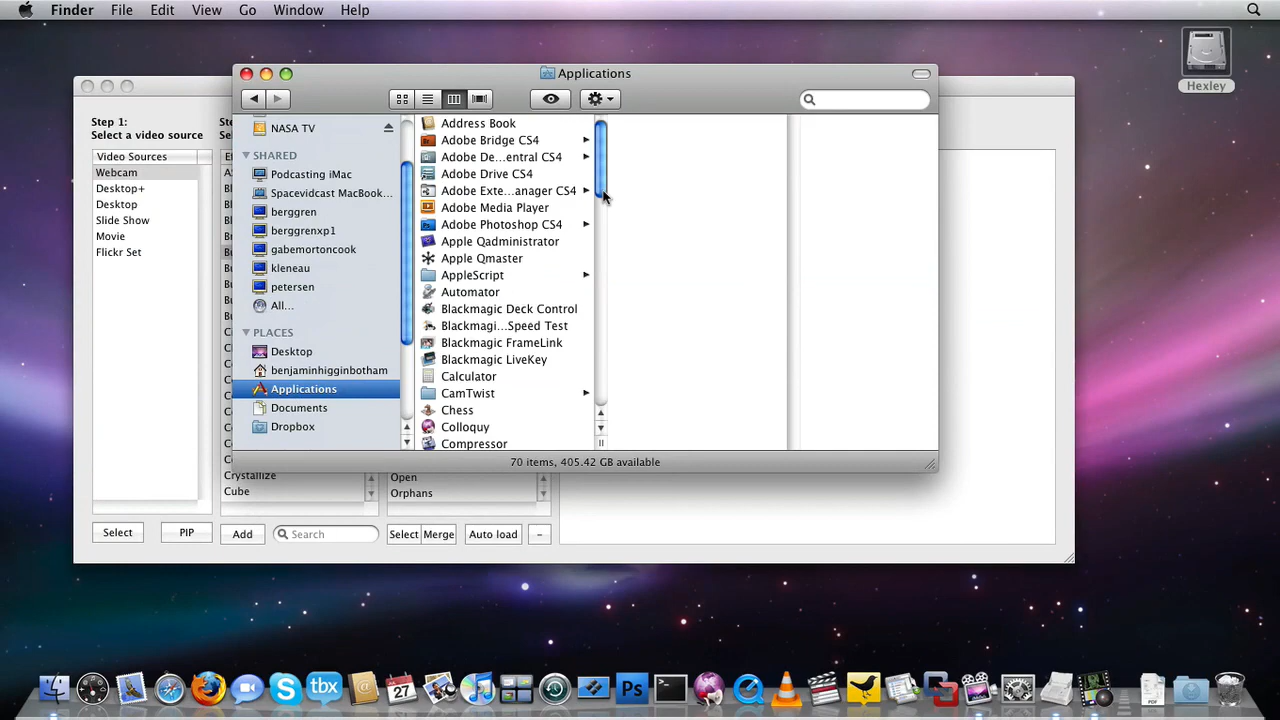 Finder File Edit View Go Window Help
Hexley
Applications
Step 1:
Select a video source
Video Sources
Webcam
Desktop+
Desktop
Slide Show
Movie
Flickr Set
Select
PIP
NASA TV
SHARED
Podcasting iMac
Spacevidcast MacBook...
berggren
berggrenxp1
gabemortoncook
kleneau
petersen
All...
PLACES
Desktop
benjaminhigginbotham
Applications
Documents
Dropbox
Address Book
Adobe Bridge CS4
Adobe De...entral CS4
Adobe Drive CS4
Adobe Exte...anager CS4
Adobe Media Player
Adobe Photoshop CS4
Apple Qadministrator
Apple Qmaster
AppleScript
Automator
Blackmagic Deck Control
Blackmagi...Speed Test
Blackmagic FrameLink
Blackmagic LiveKey
Calculator
CamTwist
Chess
Colloquy
Compressor
70 items, 405.42 GB available
Crystallize
Cube
Open
Orphans
Add
Search
Select
Merge
Auto load
–
tbx
27
Ps
PDF